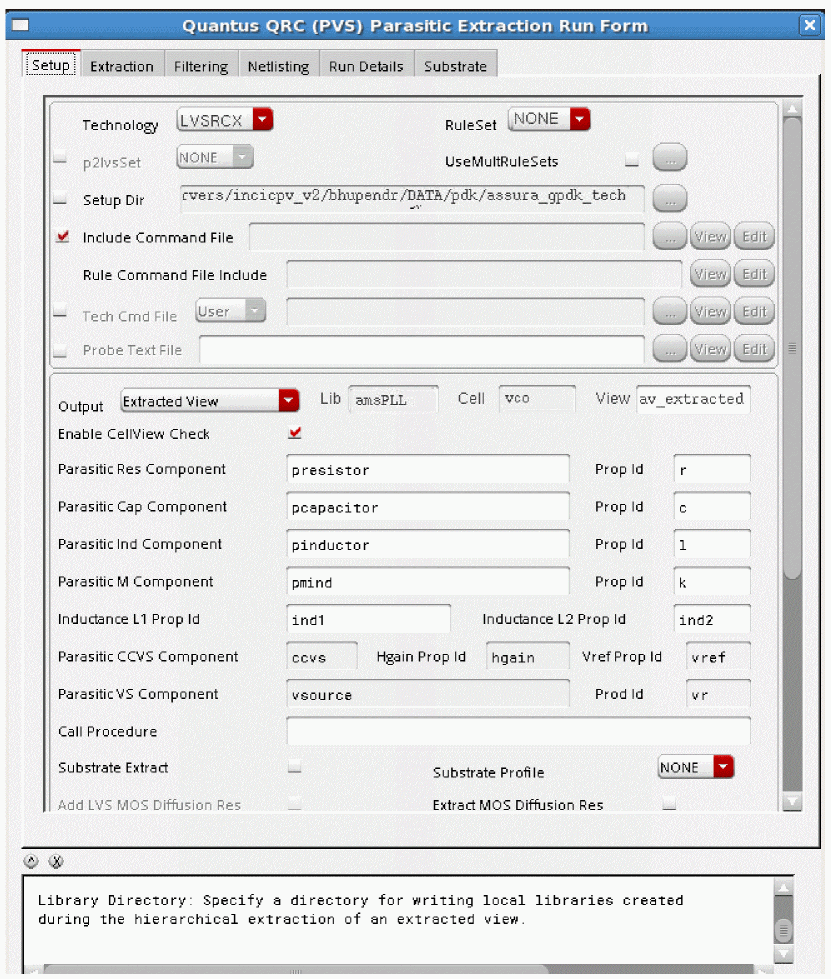 Quantus QRC (PVS) Parasitic Extraction Run Form
Setup Extraction Filtering Netlisting Run Details Substrate
Technology LVSRCX RuleSet NONE
p2lvsSet NONE UseMultRuleSets ...
Setup Dir rvers/incicpv_v2/bhupendr/DATA/pdk/assura_gpdk_tech ...
Include Command File ... View Edit
Rule Command File Include View Edit
Tech Cmd File User ... View Edit
Probe Text File ... View Edit
Output Extracted View Lib amsPLL Cell vco View av_extracted
Enable CellView Check
Parasitic Res Component presistor Prop Id r
Parasitic Cap Component pcapacitor Prop Id c
Parasitic Ind Component pinductor Prop Id l
Parasitic M Component pmind Prop Id k
Inductance L1 Prop Id ind1 Inductance L2 Prop Id ind2
Parasitic CCVS Component ccvs Hgain Prop Id hgain Vref Prop Id vref
Parasitic VS Component vsource Prod Id vr
Call Procedure
Substrate Extract Substrate Profile NONE
Add LVS MOS Diffusion Res Extract MOS Diffusion Res
Library Directory: Specify a directory for writing local libraries created
during the hierarchical extraction of an extracted view.